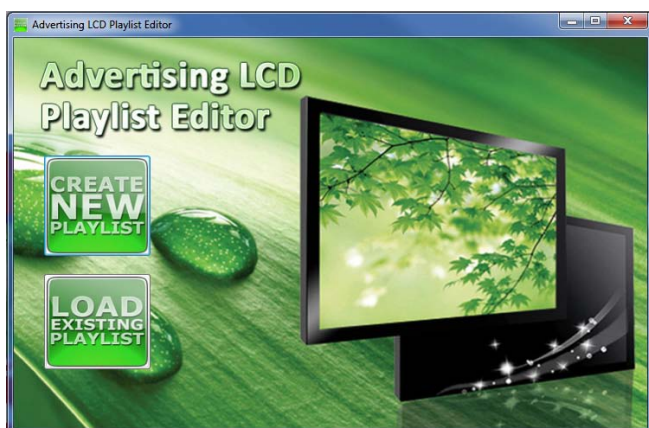 Advertising LCD Playlist Editor
Advertising LCD
Playlist Editor
CREATE
NEW
PLAYLIST
LOAD
EXISTING
PLAYLIST